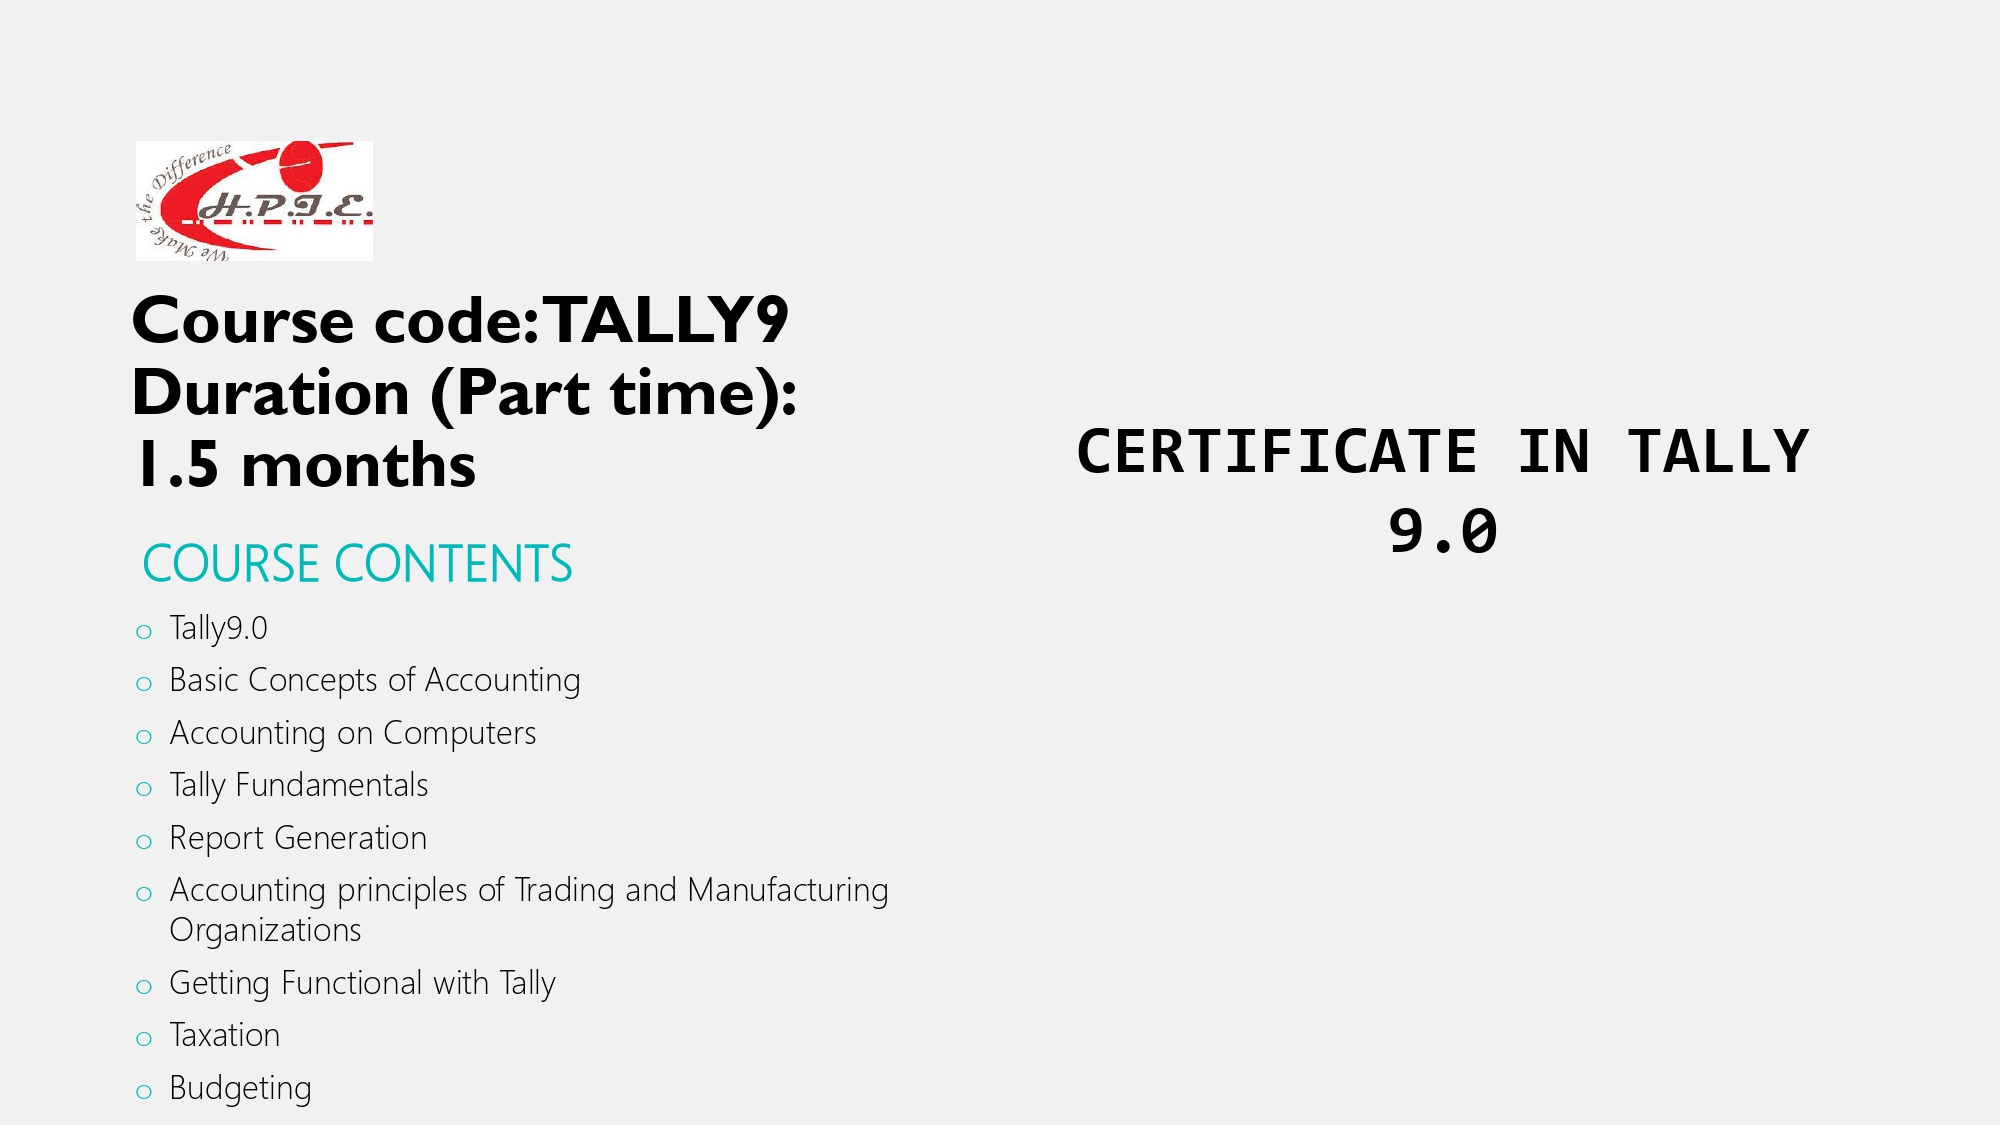 We Make the Difference
H.P.I.E.
Course code:TALLY9
Duration (Part time):
1.5 months
CERTIFICATE IN TALLY
9.0
COURSE CONTENTS
o Tally9.0
o Basic Concepts of Accounting
o Accounting on Computers
o Tally Fundamentals
o Report Generation
o Accounting principles of Trading and Manufacturing
Organizations
o Getting Functional with Tally
o Taxation
o Budgeting